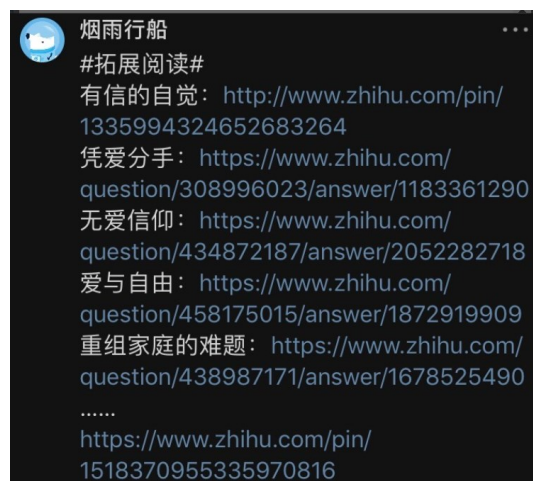 烟雨行船
#拓展阅读#
有信的自觉：http://www.zhihu.com/pin/
1335994324652683264
凭爱分手：https://www.zhihu.com/
question/308996023/answer/1183361290
无爱信仰：https://www.zhihu.com/
question/434872187/answer/2052282718
爱与自由：https://www.zhihu.com/
question/458175015/answer/1872919909
重组家庭的难题：https://www.zhihu.com/
question/438987171/answer/1678525490
……
https://www.zhihu.com/pin/
1518370955335970816